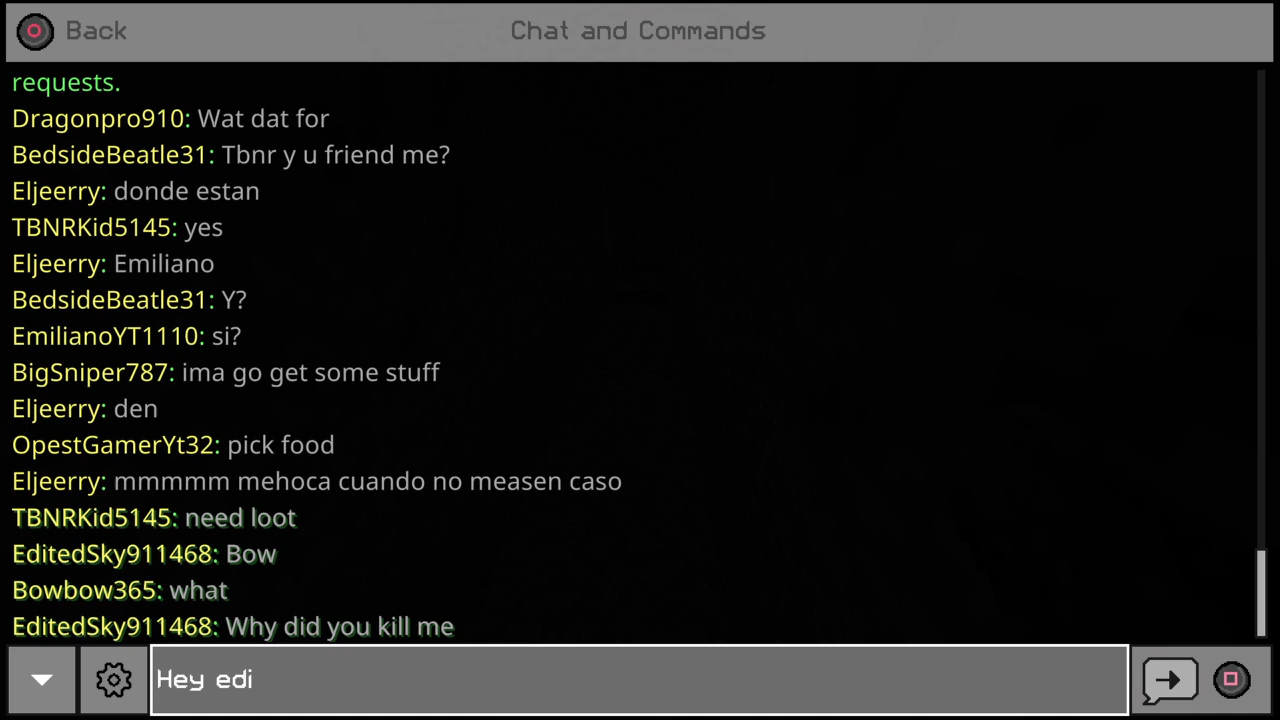 Back
Chat and Commands
requests.
Dragonpro910: Wat dat for
BedsideBeatle31: Tbnr y u friend me?
Eljeerry: donde estan
TBNRKid5145: yes
Eljeerry: Emiliano
BedsideBeatle31: Y?
EmilianoYT1110: si?
BigSniper787: ima go get some stuff
Eljeerry: den
OpestGamerYt32: pick food
Eljeerry: mmmmm mehoca cuando no measen caso
TBNRKid5145: need loot
EditedSky911468: Bow
Bowbow365: what
EditedSky911468: Why did you kill me
Hey edi